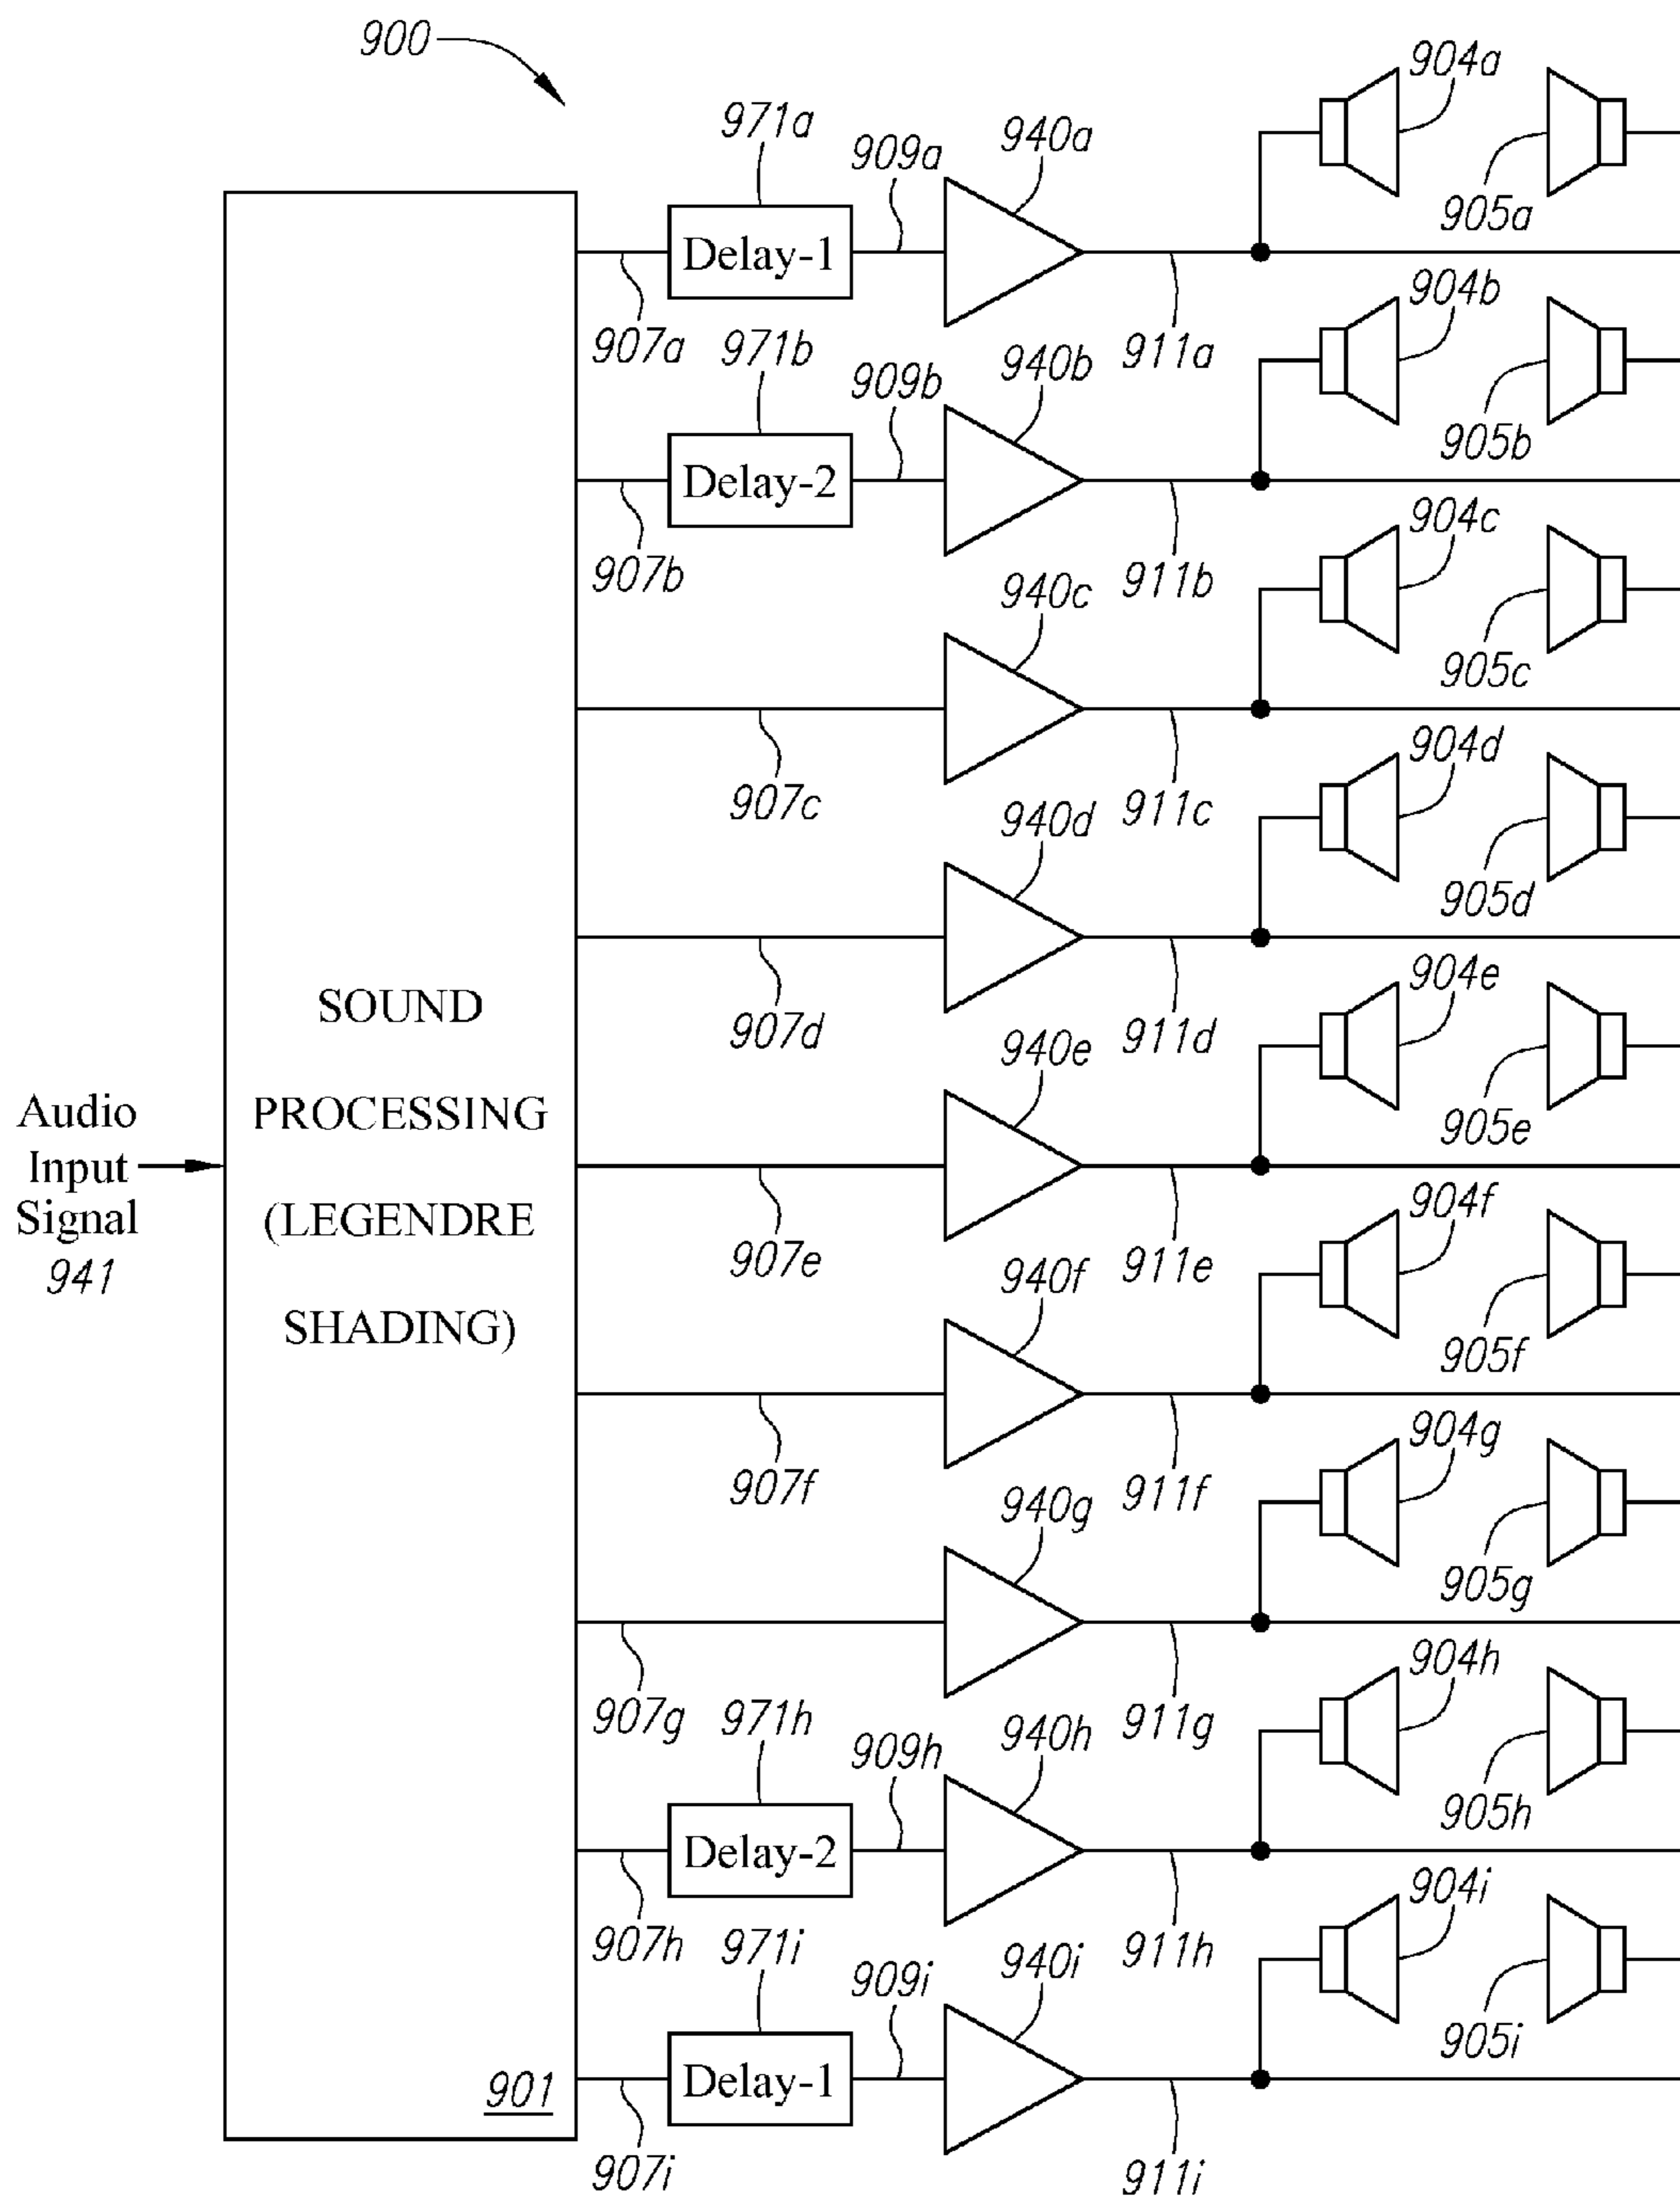 900
904a
971a
909a
940a
905a
Delay-1
907a
911a
904b
971b
909b
940b
905b
Delay-2
907b
911b
904c
940c
905c
907c
911c
904d
940d
905d
907d
911d
904e
940e
905e
SOUND
PROCESSING
(LEGENDRE
SHADING)
Audio
Input
Signal
941
907e
911e
904f
940f
905f
907f
911f
904g
940g
905g
907g
911g
904h
971h
909h
940h
905h
Delay-2
907h
911h
904i
971i
909i
940i
905i
Delay-1
901
907i
911i